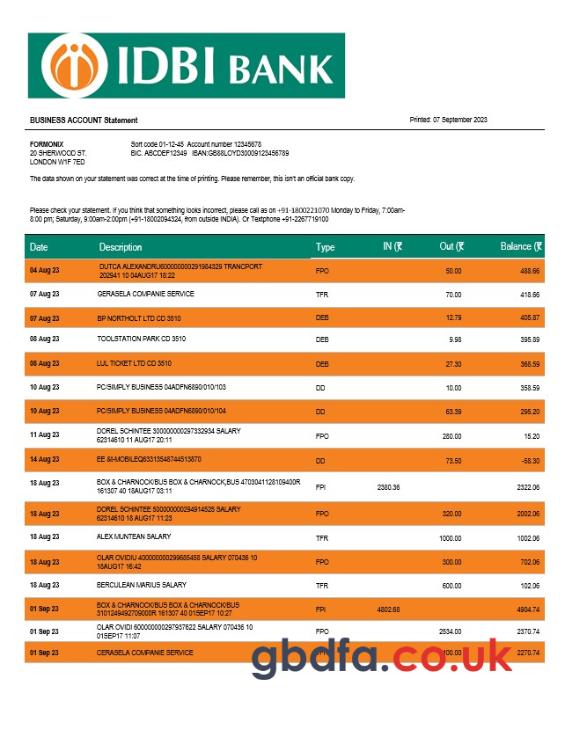 IDBI BANK
BUSINESS ACCOUNT Statement Printed: 07 September 2023
FORMONIX Sort code 01-12-45 Account number 12345678
20 SHERWOOD ST. BIC. ABCDEF12349 IBAN:GB88LOYD30009123456789
LONDON W1F 7ED
The data shown on your statement was correct at the time of printing. Please remember, this isn't an official bank copy.
Please check your statement. If you think that something looks incorrect, please call as on +91-1800221070 Monday to Friday, 7:00am-
8:00 pm; Saturday, 9:00am-2:00pm (+91-18002094324, from outside INDIA). Or Textphone +91-2267719100
Date Description Type IN (₹ Out (₹ Balance (₹
04 Aug 23 DUTCA ALEXANDRU600000000291984329 TRANCPORT FPO 50.00 488.66
202941 10 04AUG17 18:22
07 Aug 23 GERASELA COMPANIE SERVICE TFR 70.00 418.66
07 Aug 23 BP NORTHOLT LTD CD 3510 DEB 12.79 405.87
08 Aug 23 TOOLSTATION PARK CD 3510 DEB 9.98 395.89
08 Aug 23 LUL TICKET LTD CD 3510 DEB 27.30 368.59
10 Aug 23 PC/SIMPLY BUSINESS 04ADFN6890/010/103 DD 10.00 358.59
10 Aug 23 PC/SIMPLY BUSINESS 04ADFN6890/010/104 DD 63.39 295.20
11 Aug 23 DOREL SCHINTEE 300000000297332934 SALARY FPO 280.00 15.20
62314610 11 AUG17 20:11
14 Aug 23 EE &I-MOBILEQ63313548744513870 DD 73.50 -58.30
18 Aug 23 BOX & CHARNOCK/BUS BOX & CHARNOCK,BUS 4703041128109400R FPI 2380.36 2322.06
161307 40 18AUG17 03:11
18 Aug 23 DOREL SCHINTEE 500000000294914525 SALARY FPO 320.00 2002.06
62314610 18 AUG17 11:23
18 Aug 23 ALEX MUNTEAN SALARY TFR 1000.00 1002.06
18 Aug 23 OLAR OVIDIU 400000000299685458 SALARY 070436 10 FPO 300.00 702.06
18AUG17 16:42
18 Aug 23 BERCULEAN MARIUS SALARY TFR 600.00 102.06
01 Sep 23 BOX & CHARNOCK/BUS BOX & CHARNOCK/BUS FPI 4802.68 4904.74
3101249492709000R 161307 40 01SEP17 10:27
01 Sep 23 OLAR OVIDI 600000000297937622 SALARY 070436 10 FPO 2534.00 2370.74
01SEP17 11:07
01 Sep 23 CERASELA COMPANIE SERVICE 2270.74
gbdfa.co.uk